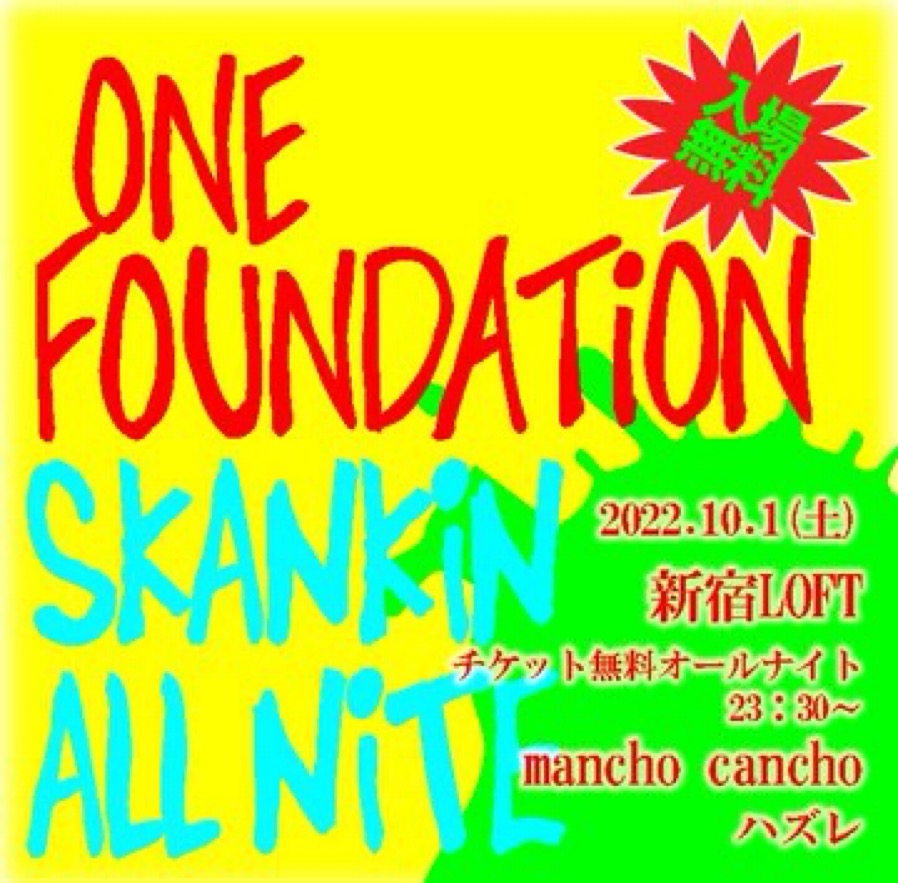 ONE
FOUNDATiON
SKANKiN
ALL NiTE
入場
無料
2022.10.1(土)
新宿LOFT
チケット無料オールナイト
23:30〜
mancho cancho
ハズレ